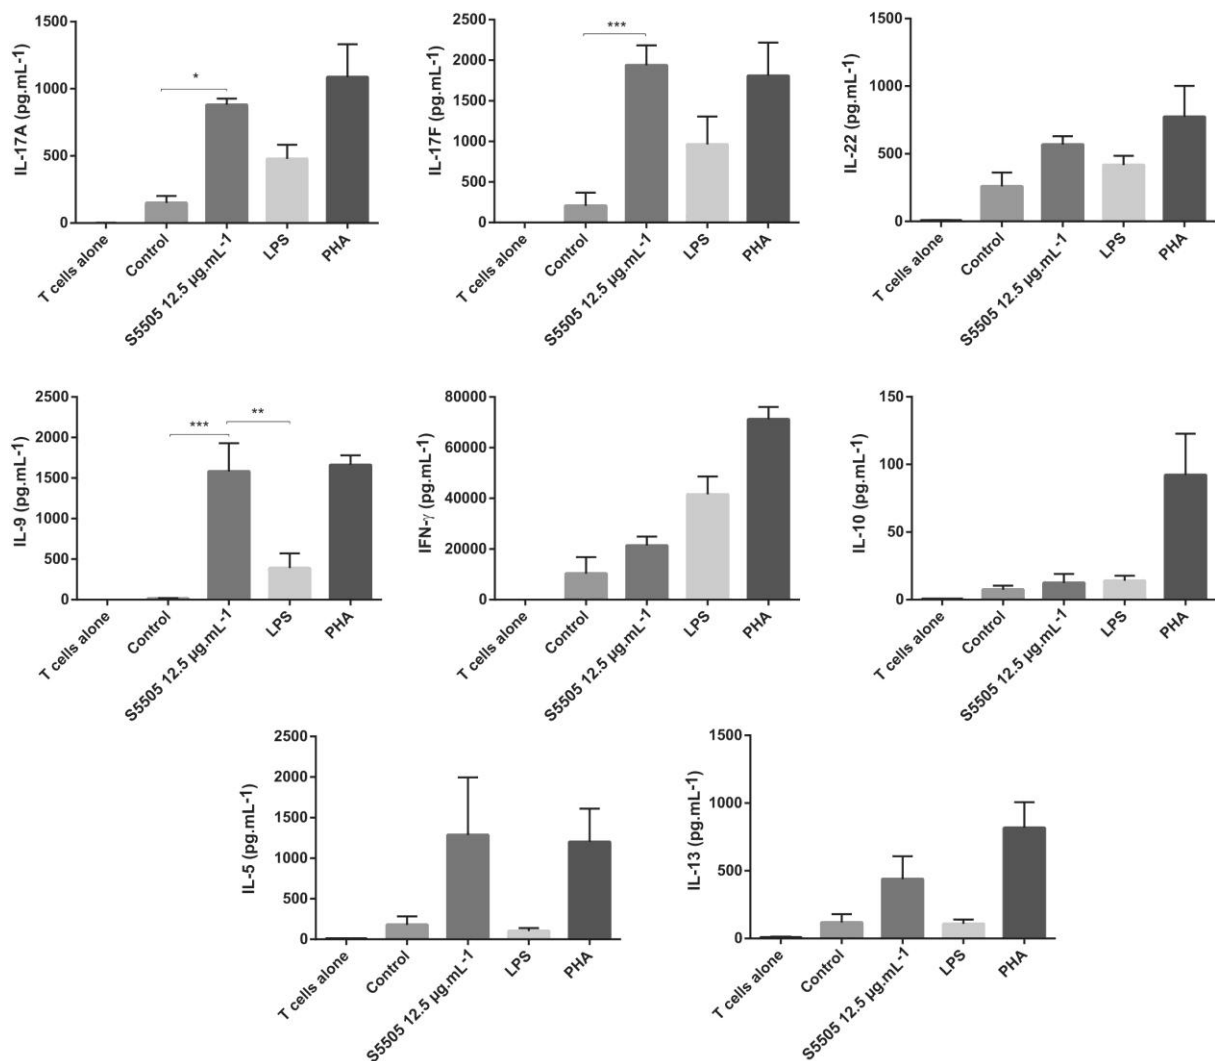 IL-17A (pg.mL-1)
1500
1000
500
0
*
T cells alone
Control
S5505 12.5 µg.mL-1
LPS
PHA
IL-17F (pg.mL-1)
2500
2000
1500
1000
500
0
***
T cells alone
Control
S5505 12.5 µg.mL-1
LPS
PHA
IL-22 (pg.mL-1)
1500
1000
500
0
T cells alone
Control
S5505 12.5 µg.mL-1
LPS
PHA
IL-9 (pg.mL-1)
2500
2000
1500
1000
500
0
***
**
T cells alone
Control
S5505 12.5 µg.mL-1
LPS
PHA
IFN-γ (pg.mL-1)
80000
60000
40000
20000
0
T cells alone
Control
S5505 12.5 µg.mL-1
LPS
PHA
IL-10 (pg.mL-1)
150
100
50
0
T cells alone
Control
S5505 12.5 µg.mL-1
LPS
PHA
IL-5 (pg.mL-1)
2500
2000
1500
1000
500
0
T cells alone
Control
S5505 12.5 µg.mL-1
LPS
PHA
IL-13 (pg.mL-1)
1500
1000
500
0
T cells alone
Control
S5505 12.5 µg.mL-1
LPS
PHA